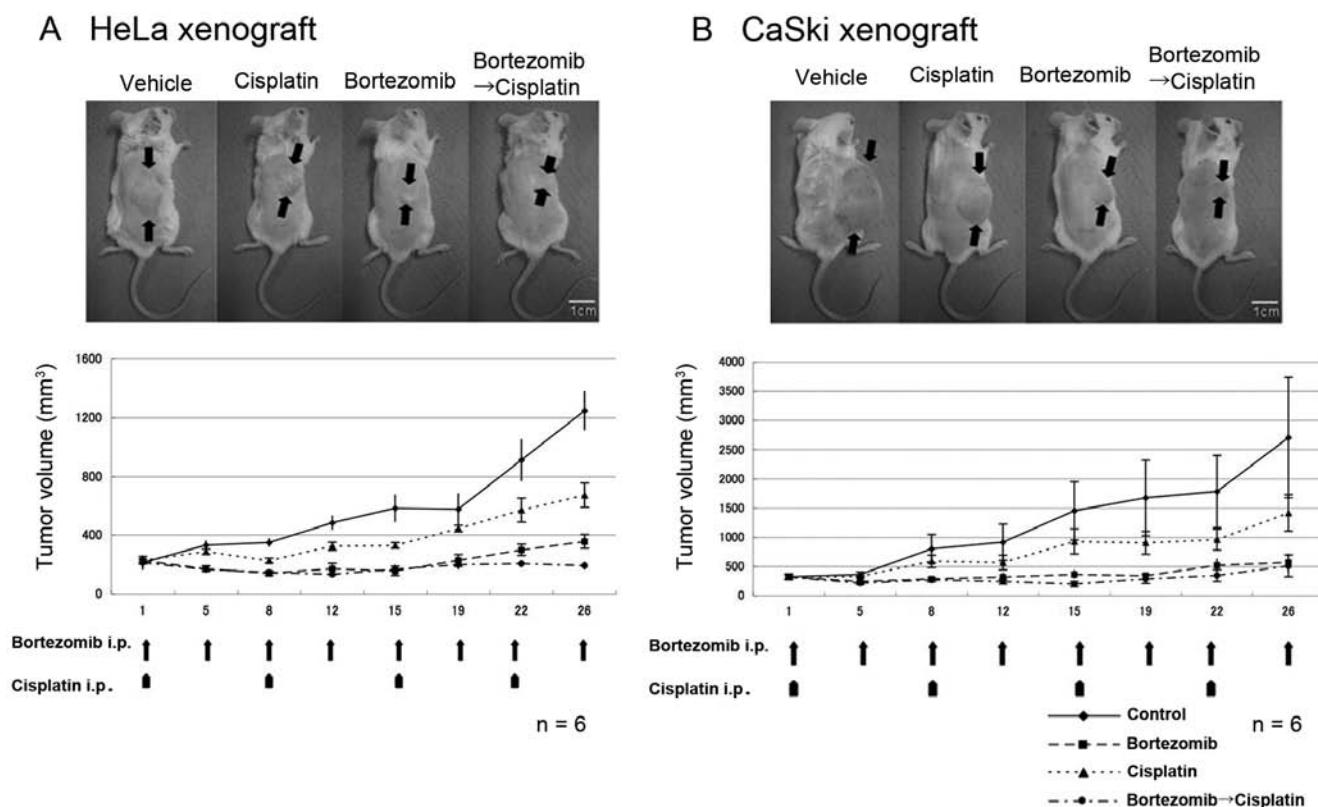 A HeLa xenograft
Vehicle Cisplatin Bortezomib Bortezomib
→Cisplatin
1cm
Tumor volume (mm³)
1600
1200
800
400
0
1 5 8 12 15 19 22 26
Bortezomib i.p.
Cisplatin i.p.
n = 6
B CaSki xenograft
Vehicle Cisplatin Bortezomib Bortezomib
→Cisplatin
1cm
Tumor volume (mm³)
4000
3500
3000
2500
2000
1500
1000
500
0
1 5 8 12 15 19 22 26
Bortezomib i.p.
Cisplatin i.p.
n = 6
Control
Bortezomib
Cisplatin
Bortezomib→Cisplatin